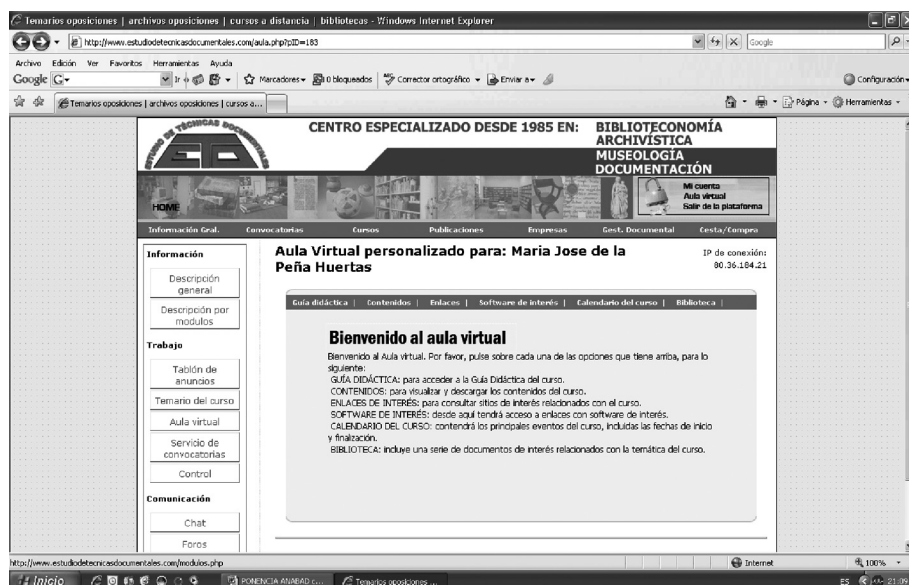 Temarios oposiciones | archivos oposiciones | cursos a distancia | bibliotecas - Windows Internet Explorer
http://www.estudiodetecnicasdocumentales.com/aula.php?pID=183
Google
Archivo Edición Ver Favoritos Herramientas Ayuda
Google G Ir Marcadores 0 bloqueados Corrector ortográfico Enviar a Configuración
Temarios oposiciones | archivos oposiciones | cursos a... Página Herramientas
ESTUDIO DE TÉCNICAS DOCUMENTALES
CENTRO ESPECIALIZADO DESDE 1985 EN: BIBLIOTECONOMÍA
ARCHIVÍSTICA
MUSEOLOGÍA
DOCUMENTACIÓN
HOME
Mi cuenta
Aula virtual
Salir de la plataforma
Información Gral. Convocatorias Cursos Publicaciones Empresas Gest. Documental Cesta/Compra
Información
Descripción general
Descripción por modulos
Trabajo
Tablón de anuncios
Temario del curso
Aula virtual
Servicio de convocatorias
Control
Comunicación
Chat
Foros
Aula Virtual personalizado para: Maria Jose de la
Peña Huertas
IP de conexión:
80.36.184.21
Guía didáctica | Contenidos | Enlaces | Software de interés | Calendario del curso | Biblioteca |
Bienvenido al aula virtual
Bienvenido al Aula virtual. Por favor, pulse sobre cada una de las opciones que tiene arriba, para lo
siguiente:
GUÍA DIDÁCTICA: para acceder a la Guía Didáctica del curso.
CONTENIDOS: para visualizar y descargar los contenidos del curso.
ENLACES DE INTERÉS: para consultar sitios de interés relacionados con el curso.
SOFTWARE DE INTERÉS: desde aquí tendrá acceso a enlaces con software de interés.
CALENDARIO DEL CURSO: contendrá los principales eventos del curso, incluidas las fechas de inicio
y finalización.
BIBLIOTECA: incluye una serie de documentos de interés relacionados con la temática del curso.
http://www.estudiodetecnicasdocumentales.com/modulos.php
Internet 100%
Inicio PONENCIA ANABAD c... Temarios oposiciones ... ES 21:09